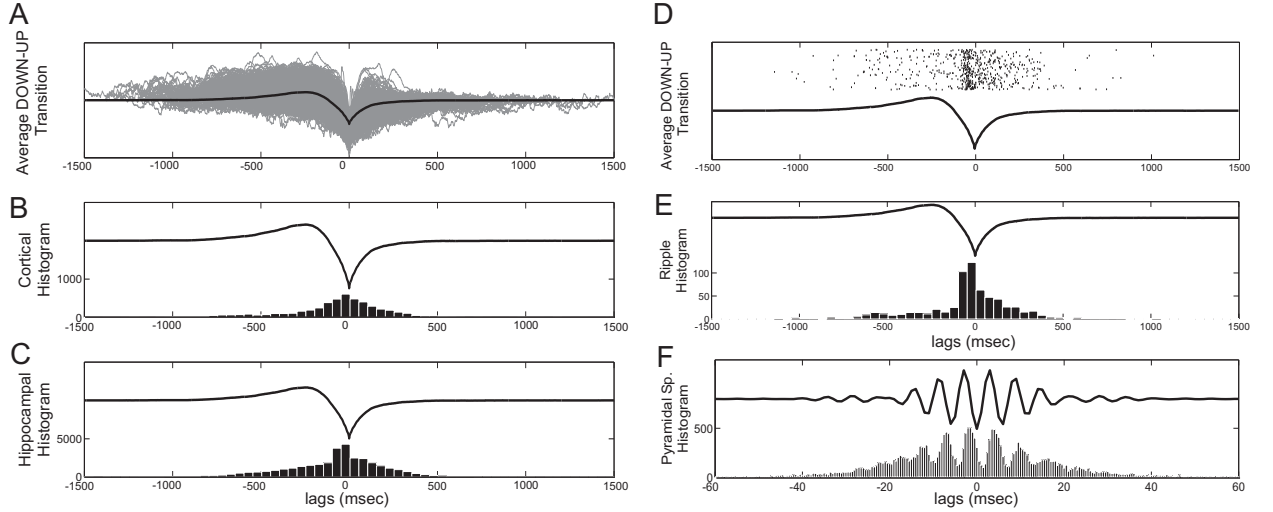 A
Average DOWN-UP
Transition
-1500 -1000 -500 0 500 1000 1500
B
Cortical
Histogram
1000
0
-1500 -1000 -500 0 500 1000 1500
C
Hippocampal
Histogram
5000
0
-1500 -1000 -500 0 500 1000 1500
lags (msec)
D
Average DOWN-UP
Transition
-1500 -1000 -500 0 500 1000 1500
E
Ripple
Histogram
100
50
0
-1500 -1000 -500 0 500 1000 1500
lags (msec)
F
Pyramidal Sp.
Histogram
500
0
-60 -40 -20 0 20 40 60
lags (msec)